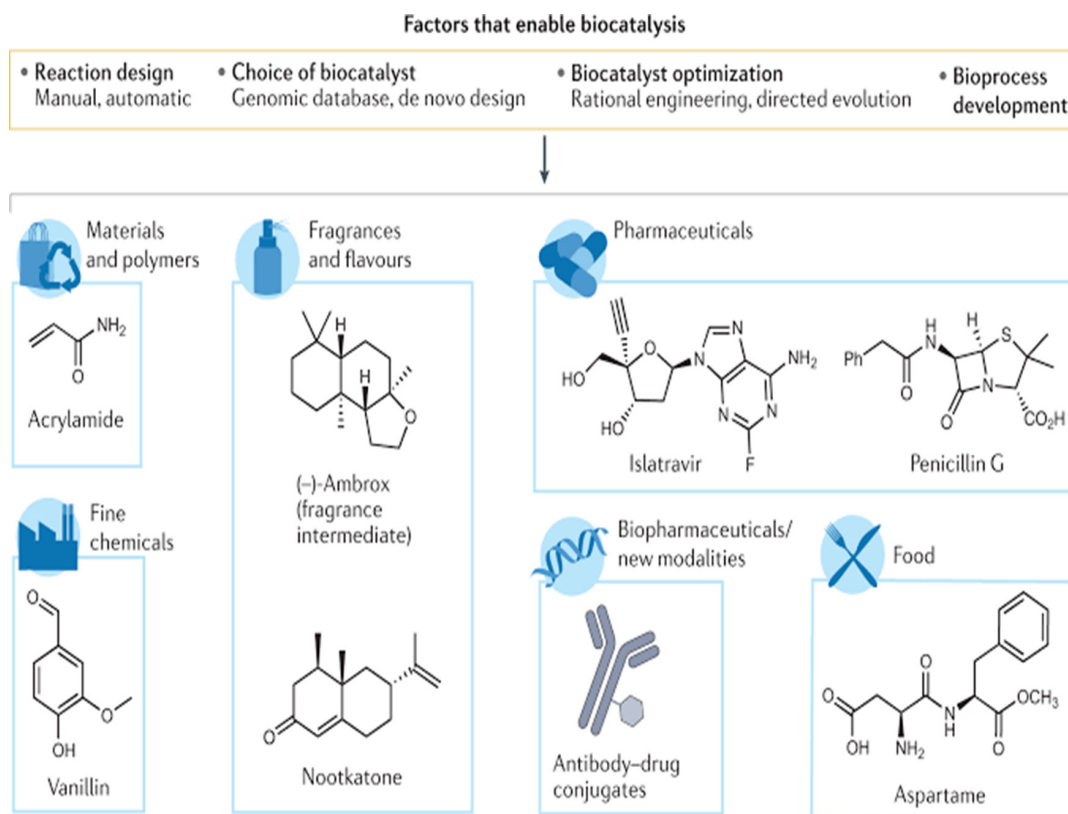 Factors that enable biocatalysis
• Reaction design
Manual, automatic
• Choice of biocatalyst
Genomic database, de novo design
• Biocatalyst optimization
Rational engineering, directed evolution
• Bioprocess
development
Materials
and polymers
NH2
O
Acrylamide
Fine
chemicals
O
O
OH
Vanillin
Fragrances
and flavours
H
H
O
(–)-Ambrox
(fragrance
intermediate)
O
Nootkatone
Pharmaceuticals
O
HO
HO
N
N
N
N
NH2
F
Islatravir
Ph
O
H
N
H
S
N
O
CO2H
Penicillin G
Biopharmaceuticals/
new modalities
Antibody–drug
conjugates
Food
O
OH
NH2
O
N
H
O
OCH3
Aspartame